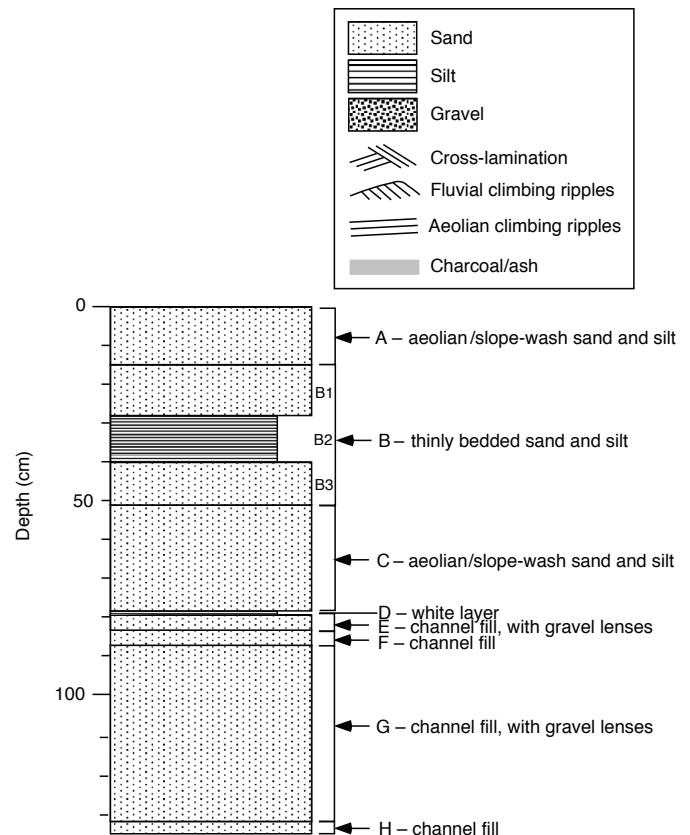 Sand
Silt
Gravel
Cross-lamination
Fluvial climbing ripples
Aeolian climbing ripples
Charcoal/ash
0
A – aeolian/slope-wash sand and silt
B1
B2
B – thinly bedded sand and silt
B3
50
Depth (cm)
C – aeolian/slope-wash sand and silt
D – white layer
E – channel fill, with gravel lenses
F – channel fill
100
G – channel fill, with gravel lenses
H – channel fill